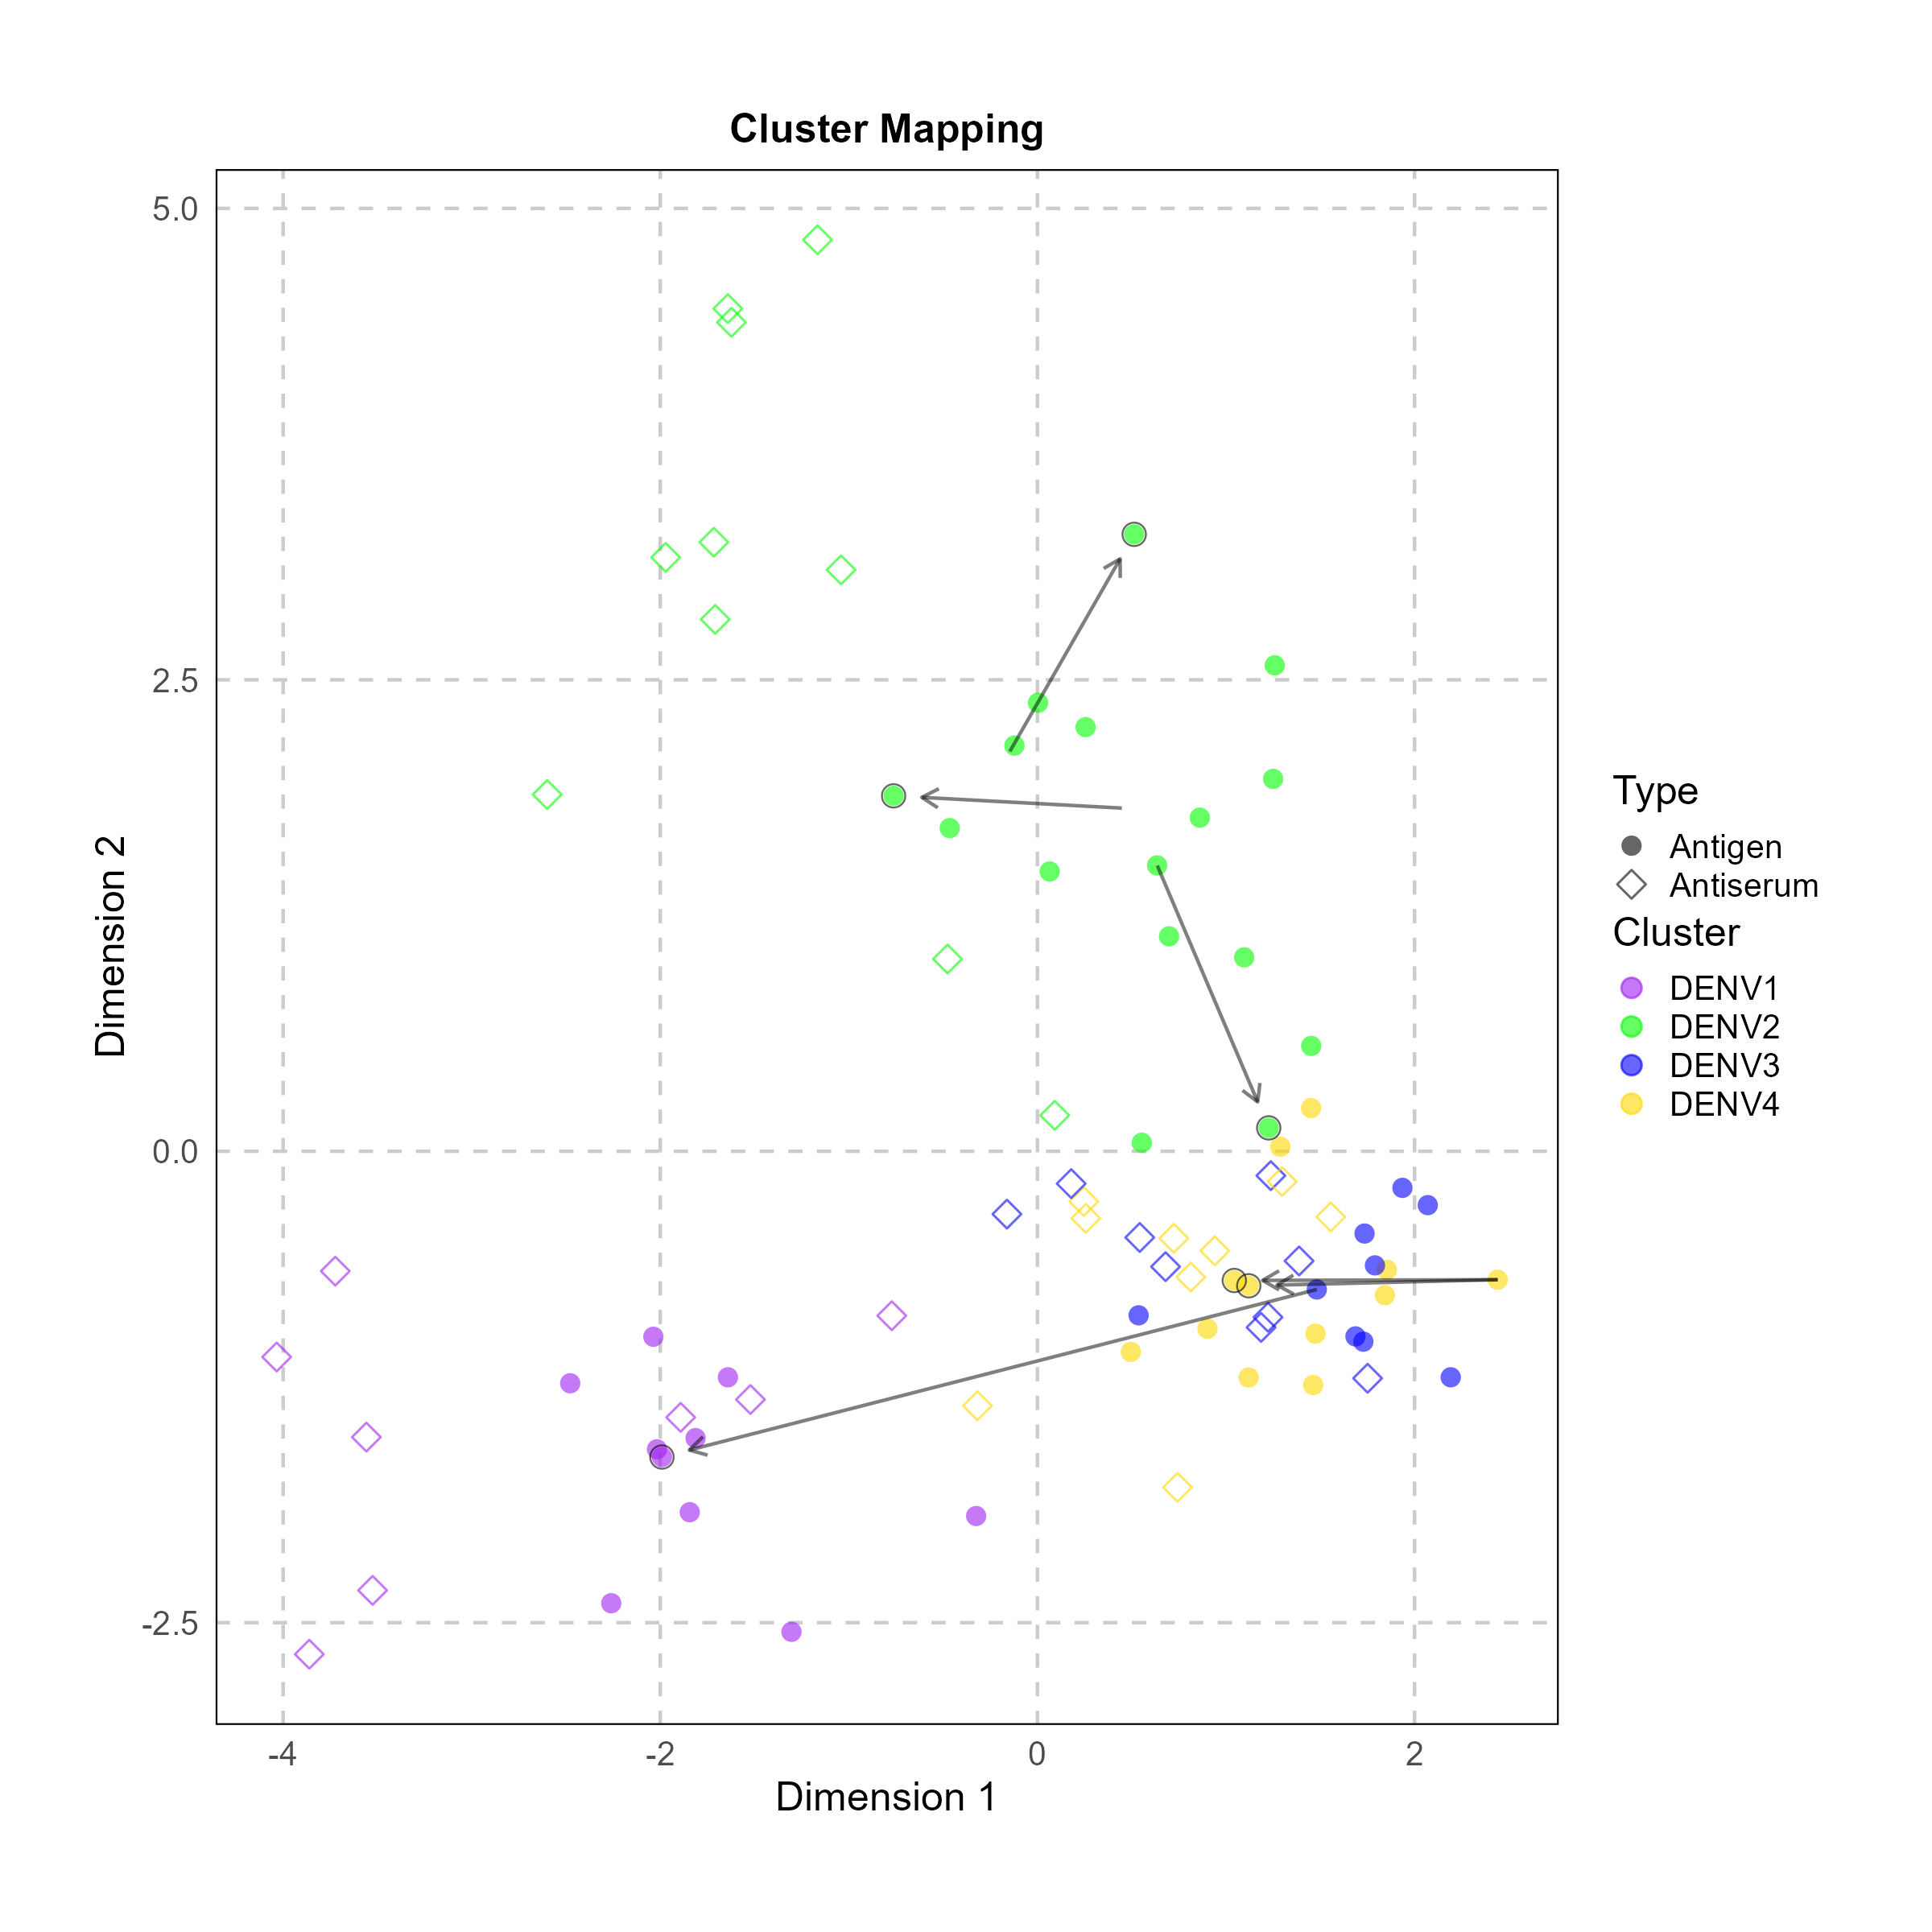 Cluster Mapping
5.0
2.5
0.0
-2.5
Dimension 2
-4
-2
0
2
Dimension 1
Type
Antigen
Antiserum
Cluster
DENV1
DENV2
DENV3
DENV4